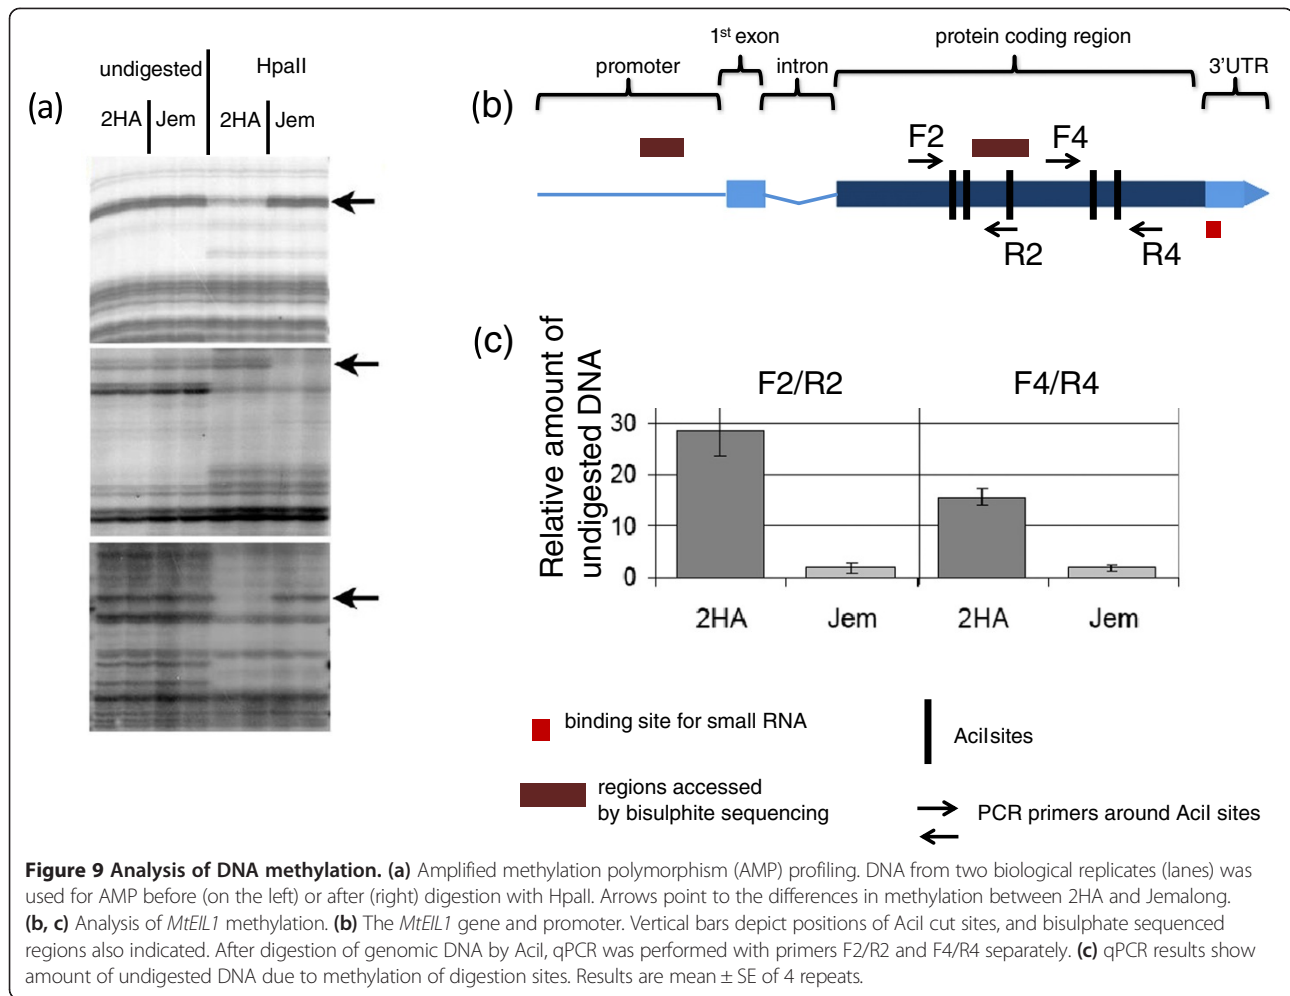 (a)
undigested
HpaII
2HA Jem 2HA Jem
(b)
promoter
1st exon
intron
protein coding region
3'UTR
F2
F4
R2
R4
(c)
Relative amount of
undigested DNA
F2/R2
F4/R4
30
20
10
0
2HA
Jem
2HA
Jem
binding site for small RNA
AciIsites
regions accessed
by bisulphite sequencing
PCR primers around AciI sites
Figure 9 Analysis of DNA methylation. (a) Amplified methylation polymorphism (AMP) profiling. DNA from two biological replicates (lanes) was
used for AMP before (on the left) or after (right) digestion with HpaII. Arrows point to the differences in methylation between 2HA and Jemalong.
(b, c) Analysis of MtEIL1 methylation. (b) The MtEIL1 gene and promoter. Vertical bars depict positions of AciI cut sites, and bisulphate sequenced
regions also indicated. After digestion of genomic DNA by AciI, qPCR was performed with primers F2/R2 and F4/R4 separately. (c) qPCR results show
amount of undigested DNA due to methylation of digestion sites. Results are mean ± SE of 4 repeats.